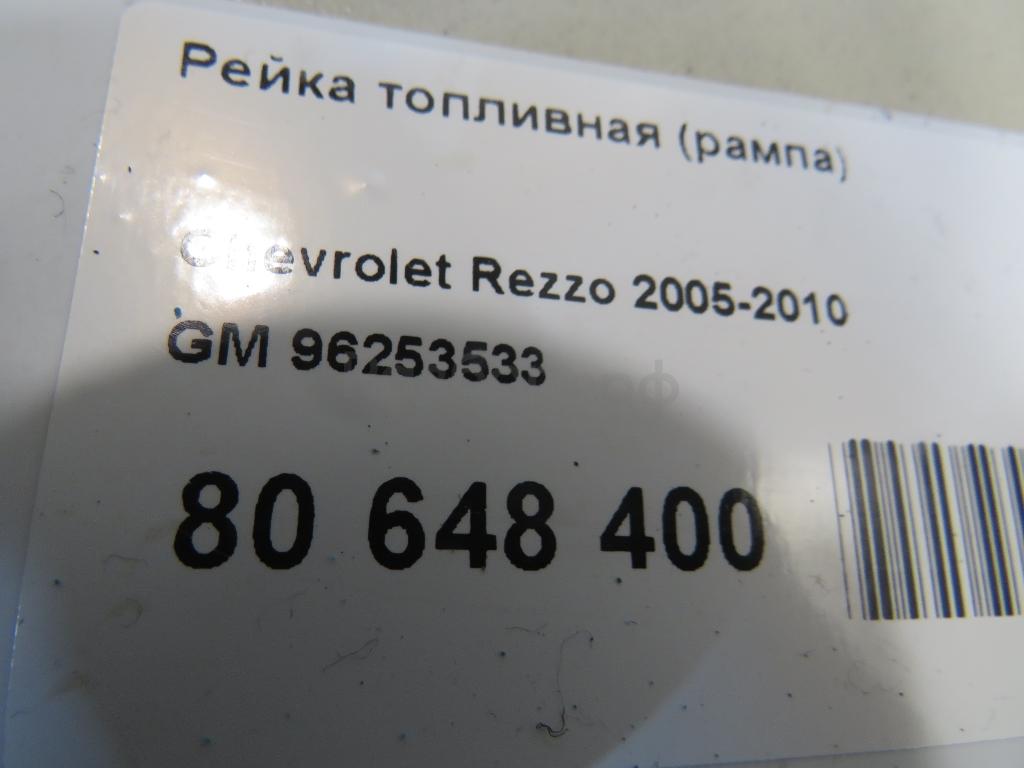 Рейка топливная (рампа)
Chevrolet Rezzo 2005-2010
GM 96253533
80 648 400